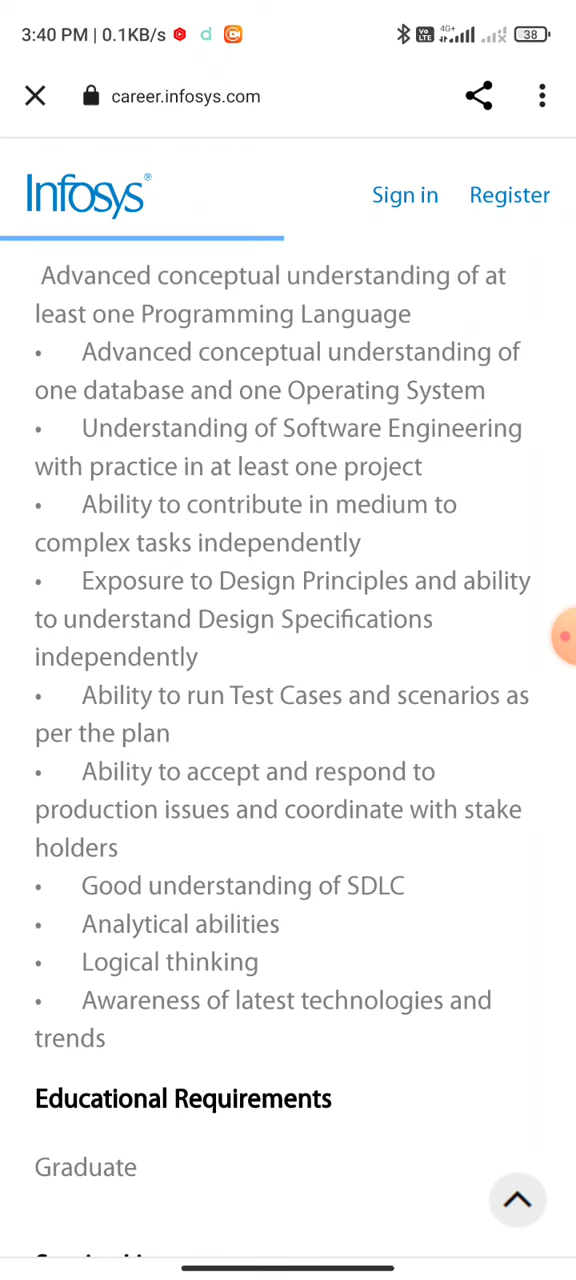 3:40 PM | 0.1KB/s
Vo LTE 4G+ 38
career.infosys.com
Infosys®
Sign in Register
Advanced conceptual understanding of at
least one Programming Language
• Advanced conceptual understanding of
one database and one Operating System
• Understanding of Software Engineering
with practice in at least one project
• Ability to contribute in medium to
complex tasks independently
• Exposure to Design Principles and ability
to understand Design Specifications
independently
• Ability to run Test Cases and scenarios as
per the plan
• Ability to accept and respond to
production issues and coordinate with stake
holders
• Good understanding of SDLC
• Analytical abilities
• Logical thinking
• Awareness of latest technologies and
trends
Educational Requirements
Graduate